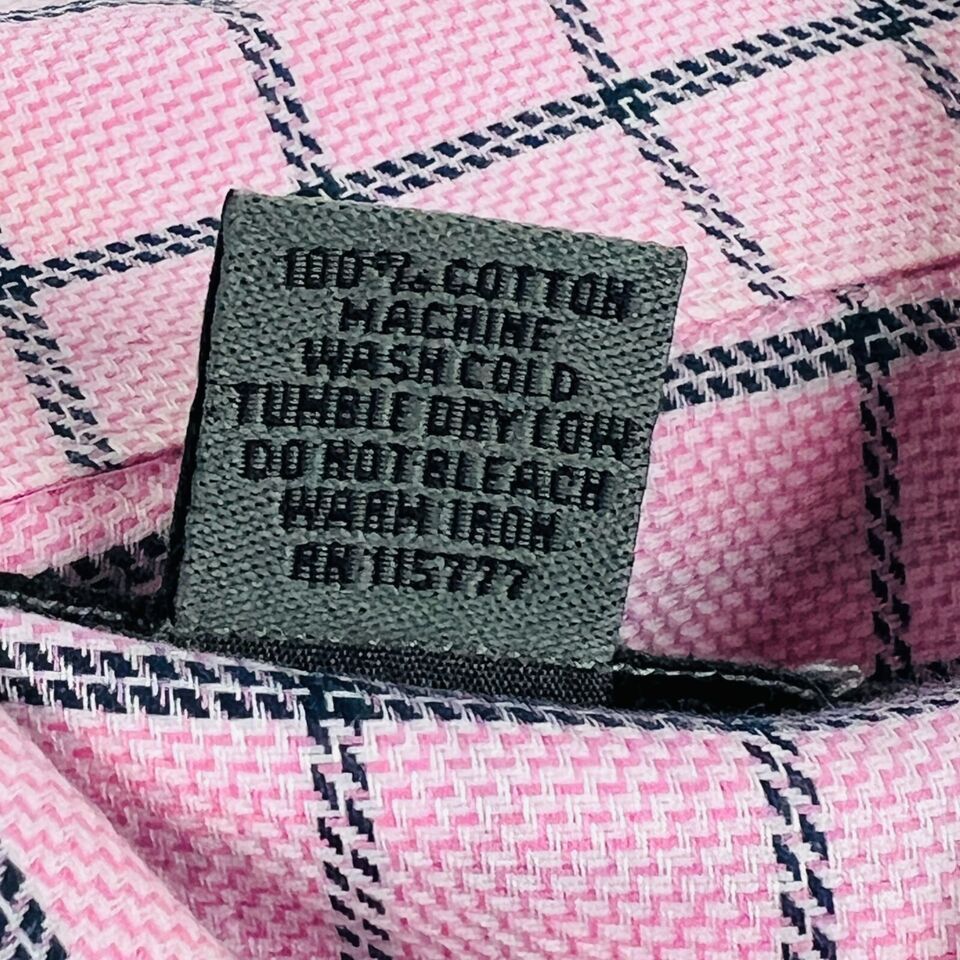 100% COTTON
MACHINE
WASH COLD
TUMBLE DRY LOW
DO NOT BLEACH
WARM IRON
RN 115777